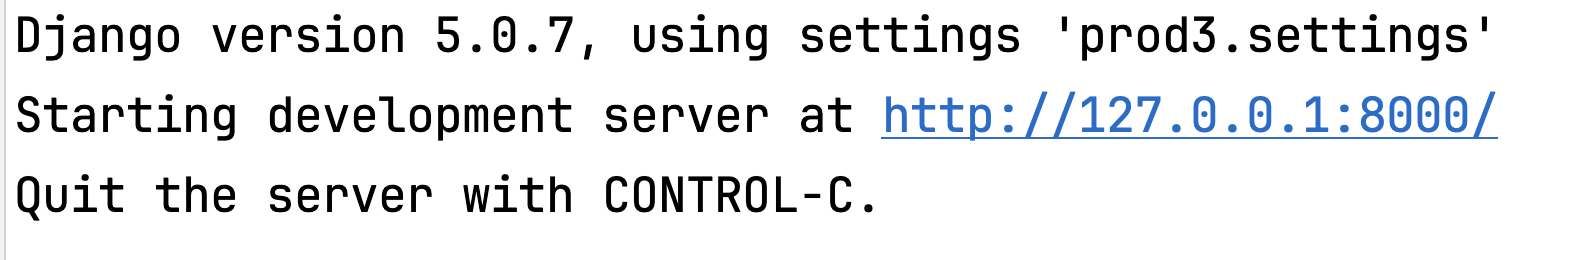 Django version 5.0.7, using settings 'prod3.settings'
Starting development server at http://127.0.0.1:8000/
Quit the server with CONTROL-C.